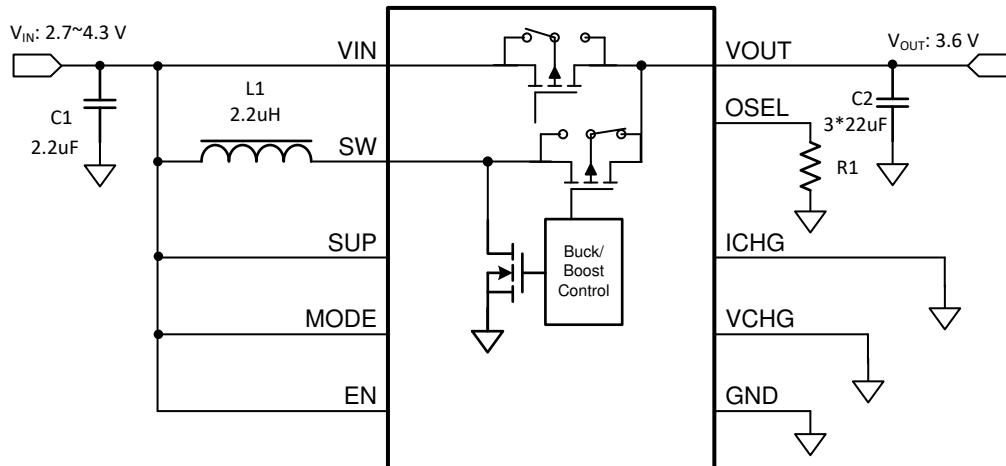 VIN: 2.7~4.3 V
VIN
VOUT
VOUT: 3.6 V
C1
2.2uF
L1
2.2uH
OSEL
C2
3*22uF
SW
R1
SUP
Buck/
Boost
Control
ICHG
MODE
VCHG
EN
GND